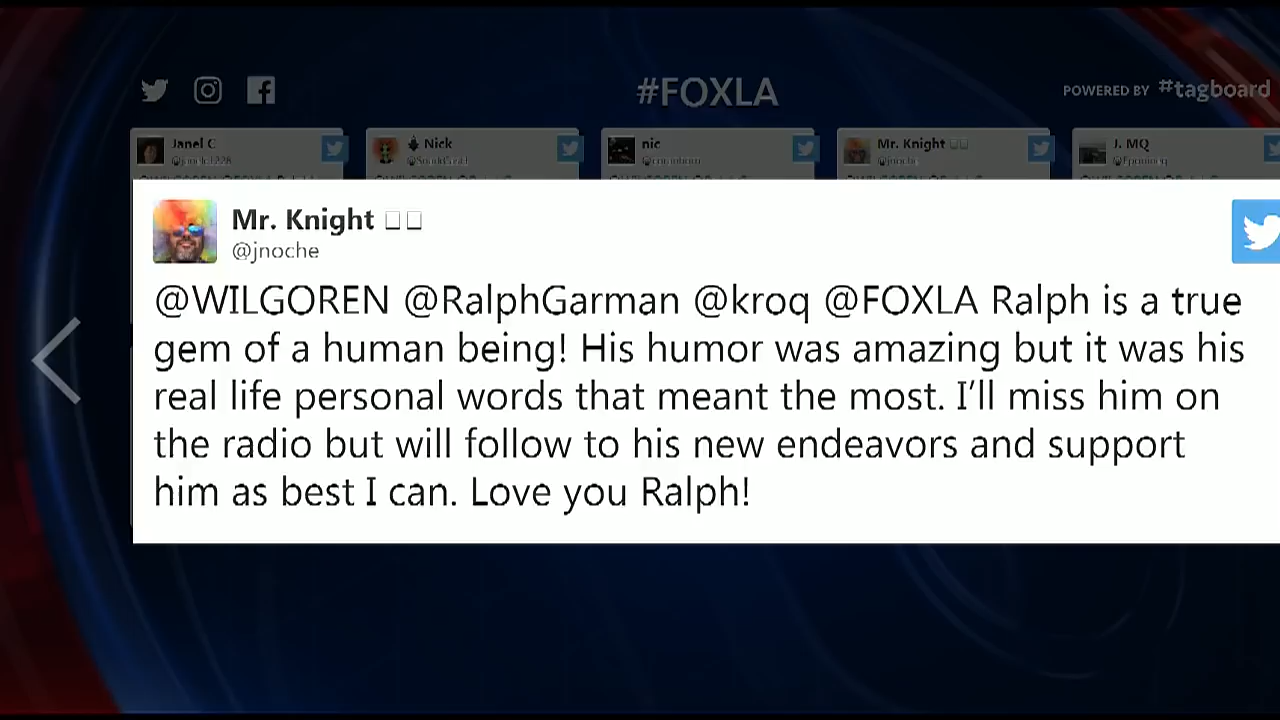 #FOXLA
POWERED BY #tagboard
Janel C
Nick
nic
Mr. Knight
@jnoche
J. MQ
Mr. Knight
@jnoche
@WILGOREN @RalphGarman @kroq @FOXLA Ralph is a true
gem of a human being! His humor was amazing but it was his
real life personal words that meant the most. I’ll miss him on
the radio but will follow to his new endeavors and support
him as best I can. Love you Ralph!